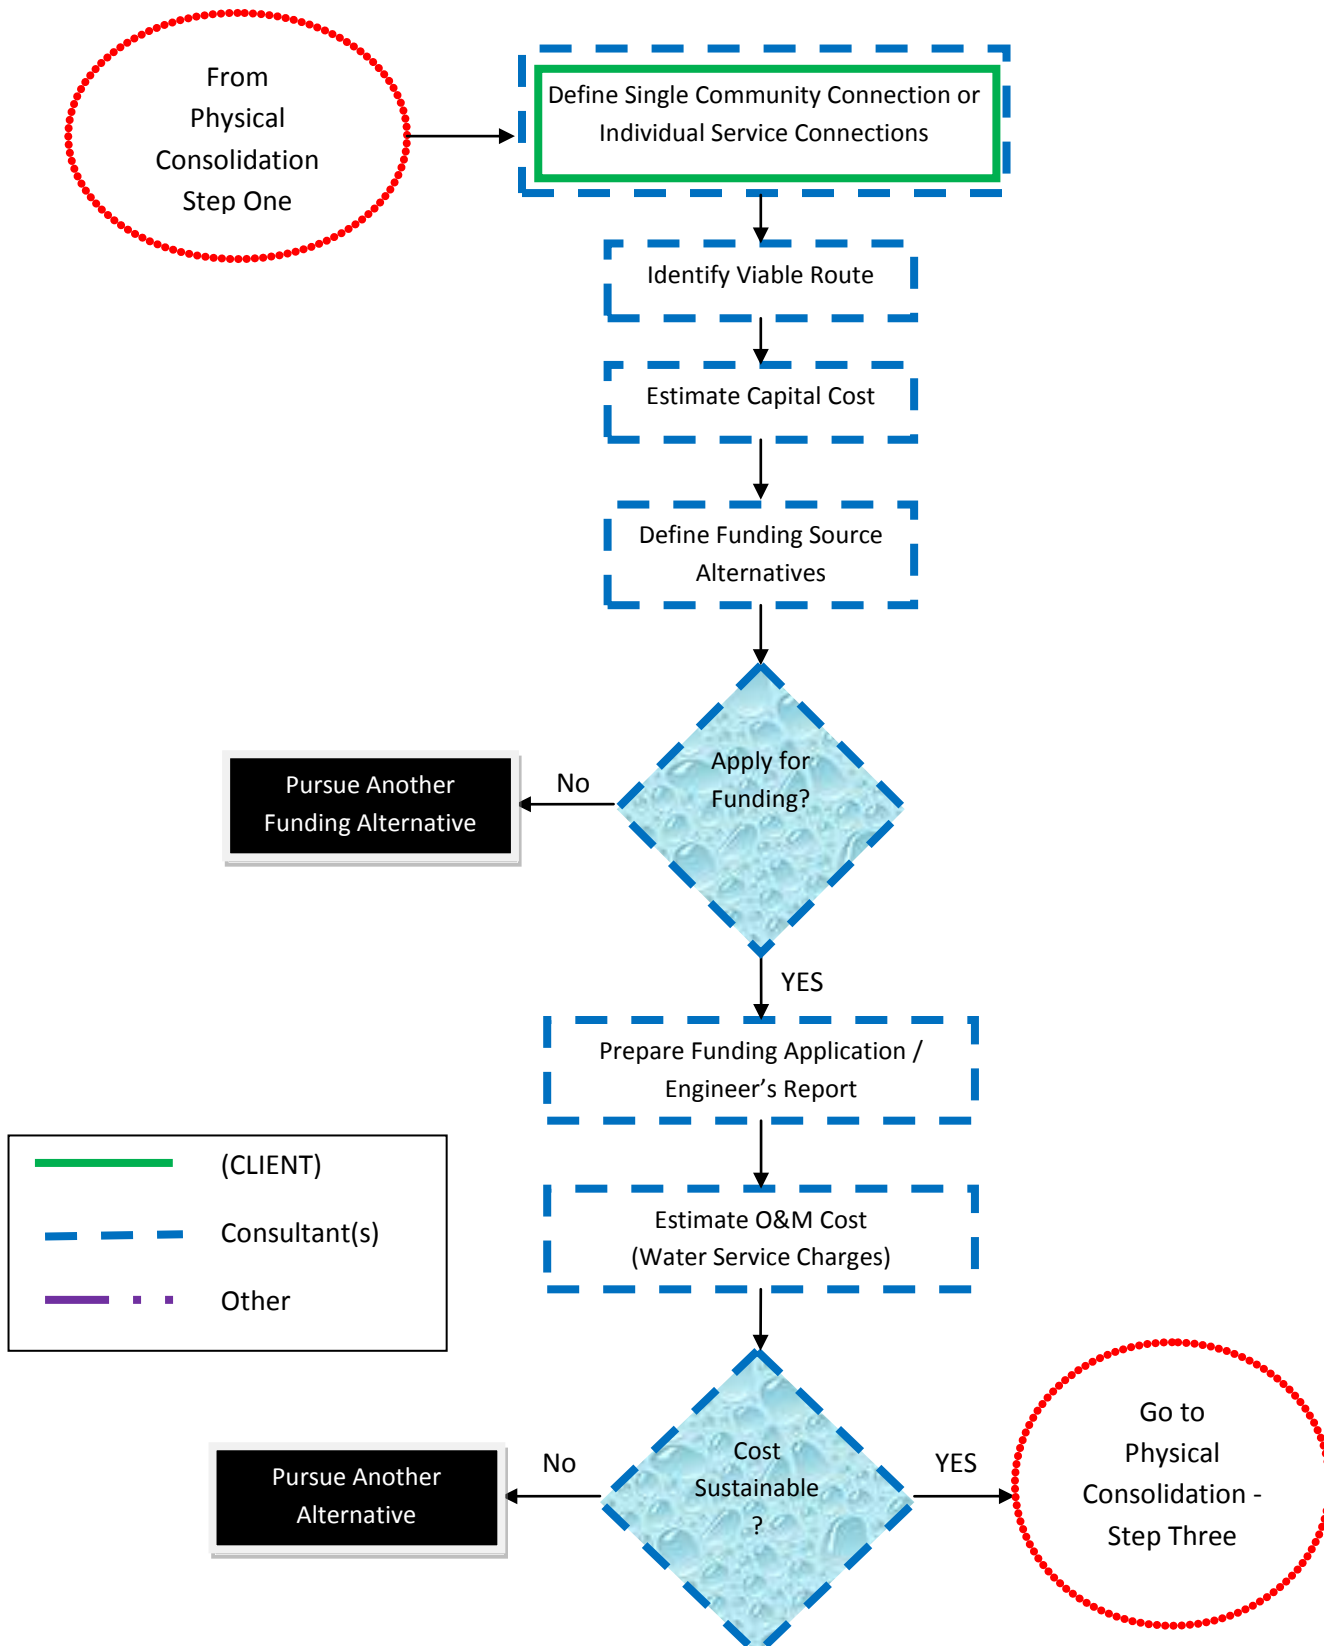 From
Physical
Consolidation
Step One
Define Single Community Connection or
Individual Service Connections
Identify Viable Route
Estimate Capital Cost
Define Funding Source
Alternatives
Apply for
Funding?
No
Pursue Another
Funding Alternative
YES
Prepare Funding Application /
Engineer’s Report
(CLIENT)
Consultant(s)
Other
Estimate O&M Cost
(Water Service Charges)
Cost
Sustainable
?
No
Pursue Another
Alternative
YES
Go to
Physical
Consolidation -
Step Three